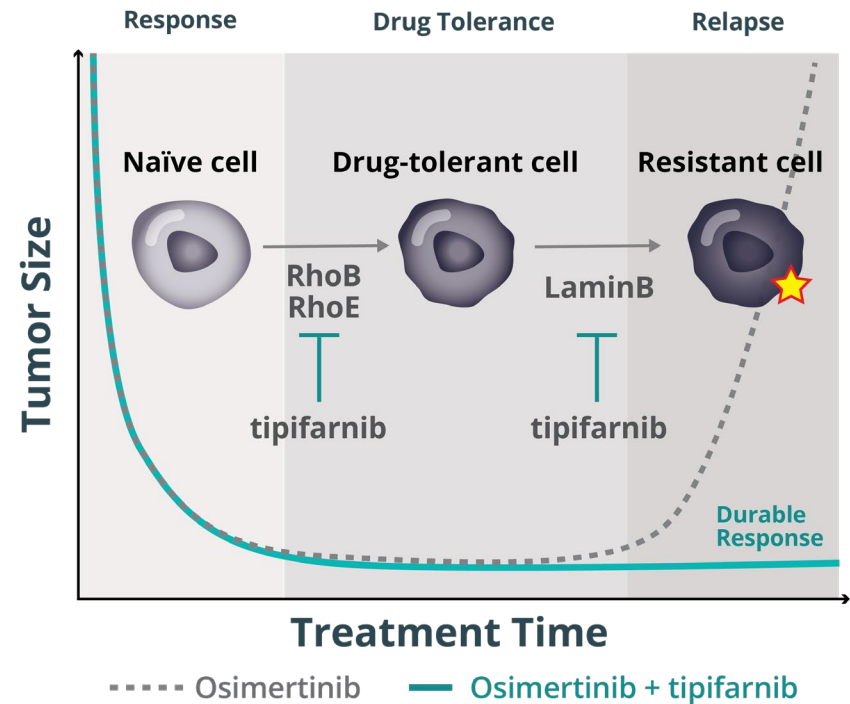 Response
Drug Tolerance
Relapse
Naïve cell
Drug-tolerant cell
Resistant cell
RhoB
RhoE
LaminB
tipifarnib
tipifarnib
Durable
Response
Tumor Size
Treatment Time
Osimertinib
Osimertinib + tipifarnib